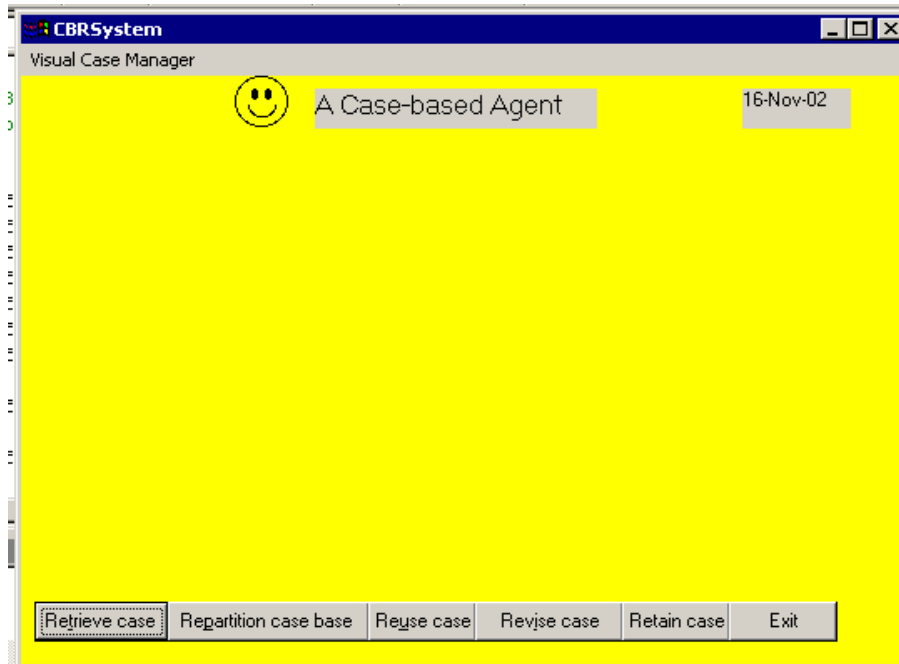 CBRSystem
Visual Case Manager
A Case-based Agent
16-Nov-02
Retrieve case Repartition case base Reuse case Revise case Retain case Exit